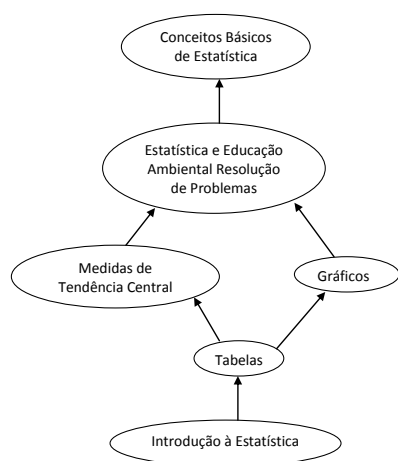 Conceitos Básicos
de Estatística
Estatística e Educação
Ambiental Resolução
de Problemas
Medidas de
Tendência Central
Gráficos
Tabelas
Introdução à Estatística